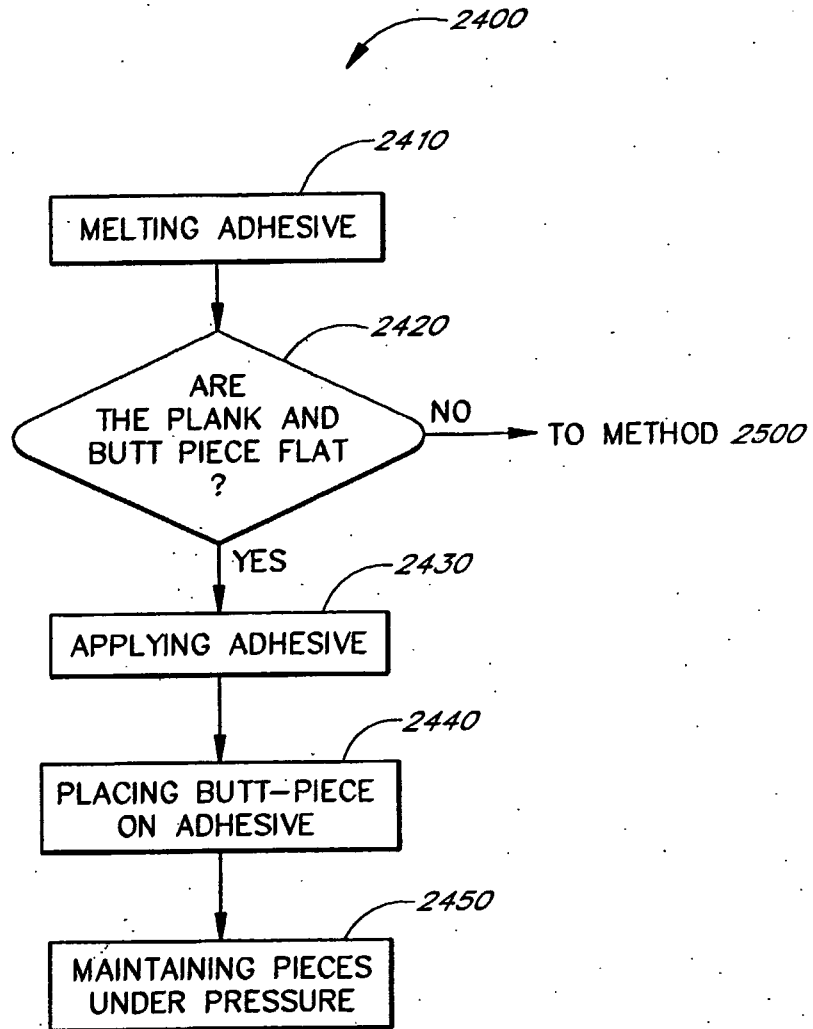 2400
2410
MELTING ADHESIVE
2420
ARE
THE PLANK AND
BUTT PIECE FLAT
?
NO
TO METHOD 2500
YES
2430
APPLYING ADHESIVE
2440
PLACING BUTT-PIECE
ON ADHESIVE
2450
MAINTAINING PIECES
UNDER PRESSURE